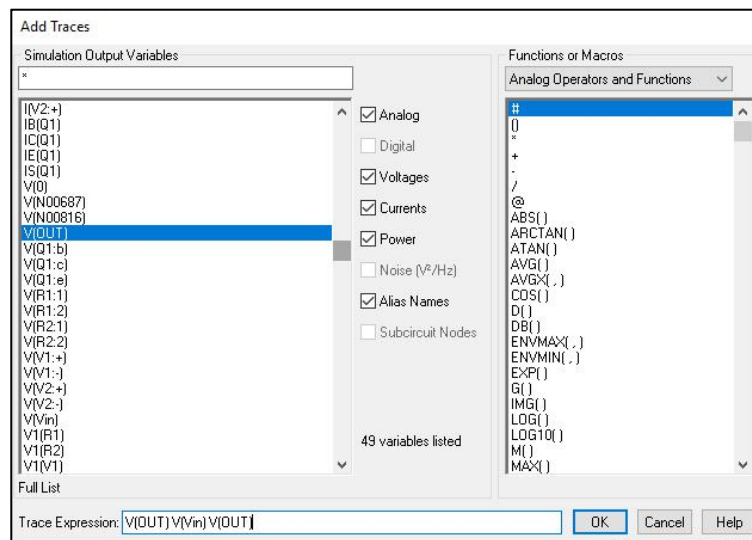 Add Traces
Simulation Output Variables
*
I(V2:+)
IB(Q1)
IC(Q1)
IE(Q1)
IS(Q1)
V(0)
V(N00687)
V(N00816)
V(OUT)
V(Q1:b)
V(Q1:c)
V(Q1:e)
V(R1:1)
V(R1:2)
V(R2:1)
V(R2:2)
V(V1:+)
V(V1:-)
V(V2:+)
V(V2:-)
V(Vin)
V1(R1)
V1(R2)
V1(V1)
Full List
Analog
Digital
Voltages
Currents
Power
Noise (V²/Hz)
Alias Names
Subcircuit Nodes
49 variables listed
Functions or Macros
Analog Operators and Functions
#
()
*
+
-
/
@
ABS()
ARCTAN()
ATAN()
AVG()
AVGX(,)
COS()
D()
DB()
ENVMAX(,)
ENVMIN(,)
EXP()
G()
IMG()
LOG()
LOG10()
M()
MAX()
Trace Expression: V(OUT) V(Vin) V(OUT)
OK
Cancel
Help